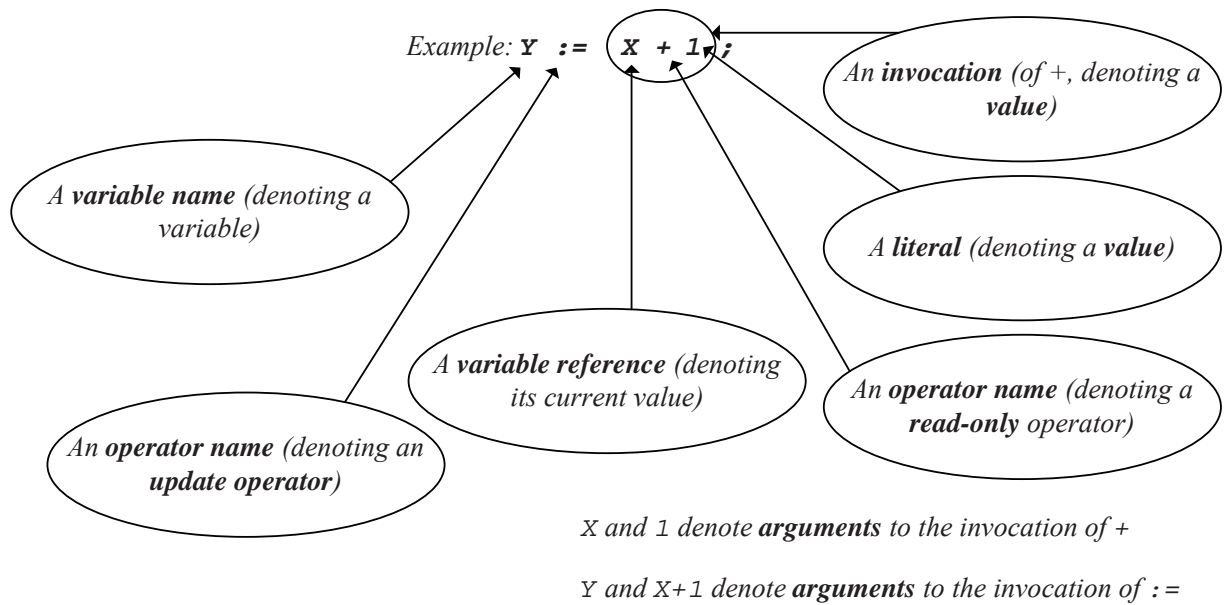 Example: Y := X + 1 ;
An invocation (of +, denoting a
value)
A variable name (denoting a
variable)
A literal (denoting a value)
A variable reference (denoting
its current value)
An operator name (denoting a
read-only operator)
An operator name (denoting an
update operator)
X and 1 denote arguments to the invocation of +
Y and X+1 denote arguments to the invocation of :=